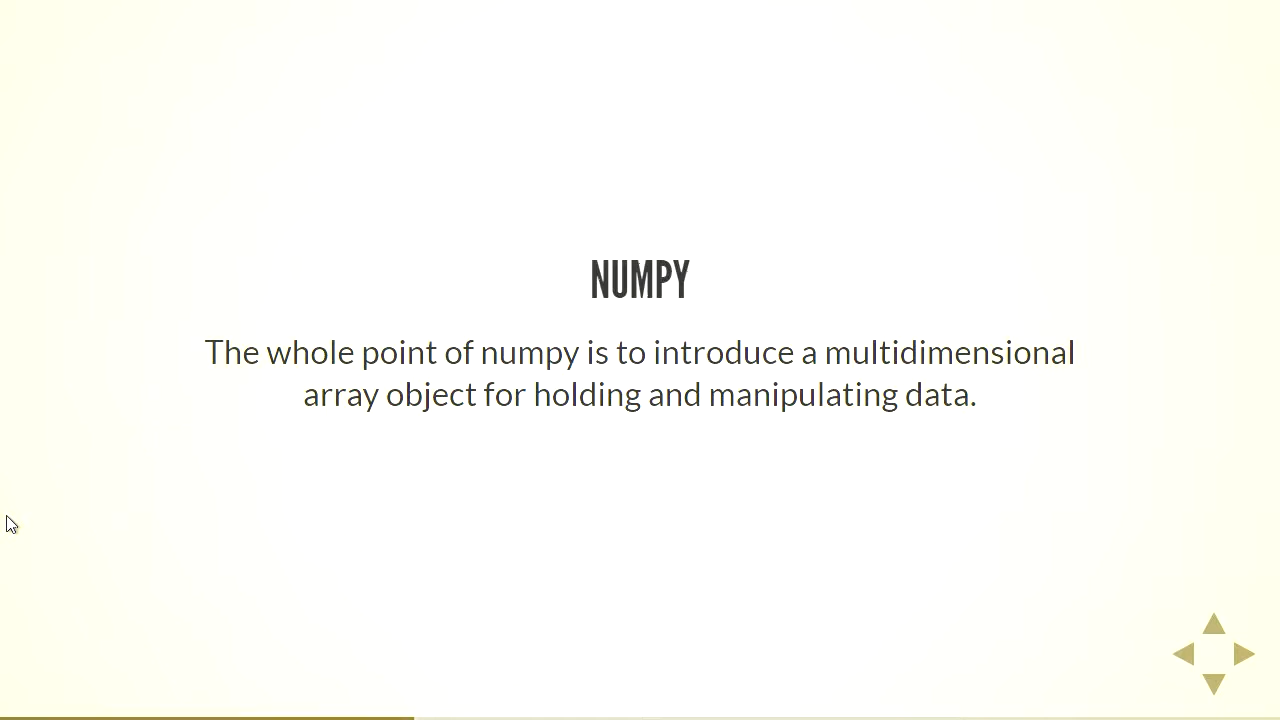 NUMPY
The whole point of numpy is to introduce a multidimensional
array object for holding and manipulating data.